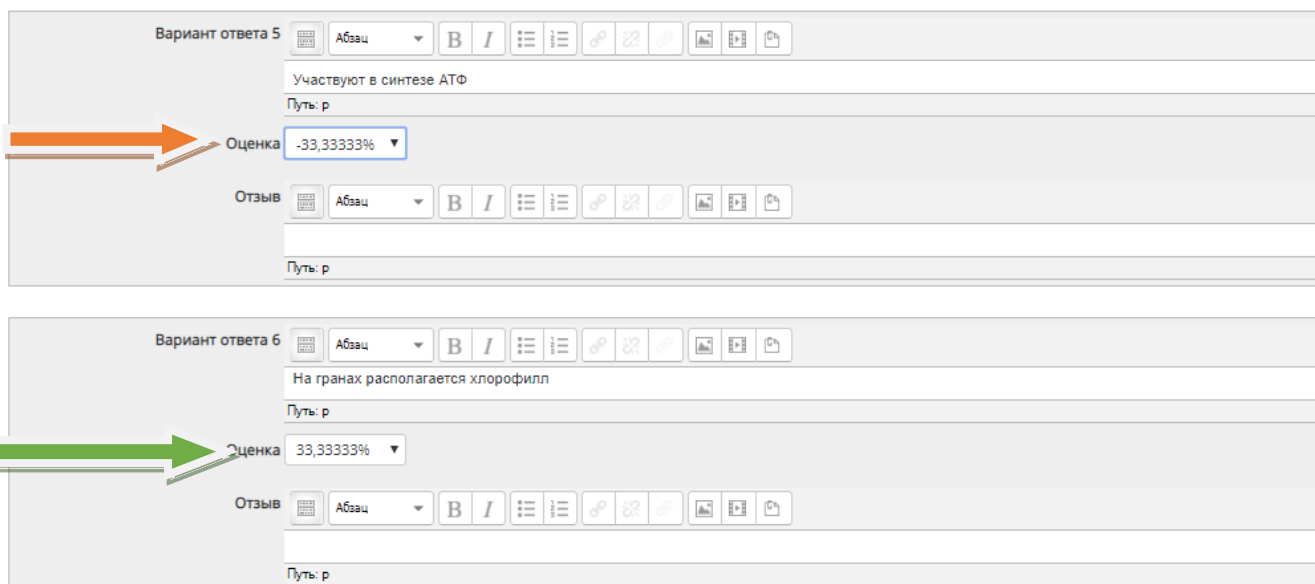 Вариант ответа 5 Абзац B I
Участвуют в синтезе АТФ
Путь: p
Оценка -33,33333%
Отзыв Абзац B I
Путь: p
Вариант ответа 6 Абзац B I
На гранах располагается хлорофилл
Путь: p
Оценка 33,33333%
Отзыв Абзац B I
Путь: p